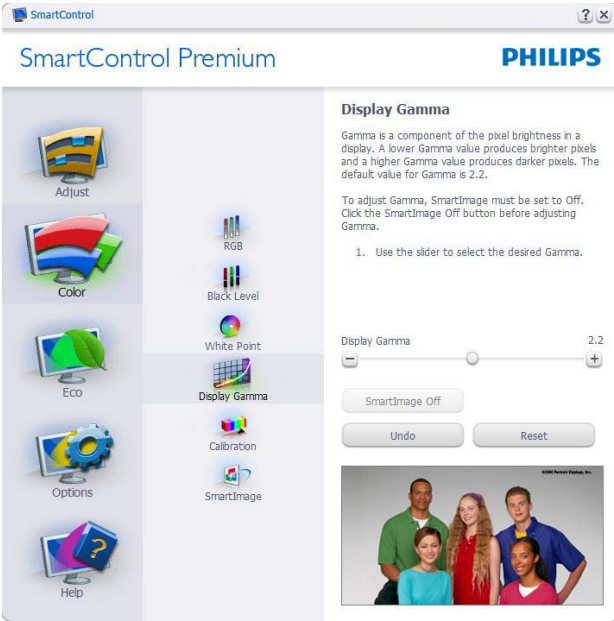 SmartControl
? ×
SmartControl Premium
PHILIPS
Adjust
Color
Eco
Options
Help
RGB
Black Level
White Point
Display Gamma
Calibration
SmartImage
Display Gamma
Gamma is a component of the pixel brightness in a
display. A lower Gamma value produces brighter pixels
and a higher Gamma value produces darker pixels. The
default value for Gamma is 2.2.
To adjust Gamma, SmartImage must be set to Off.
Click the SmartImage Off button before adjusting
Gamma.
1. Use the slider to select the desired Gamma.
Display Gamma 2.2
SmartImage Off
Undo Reset
Portrait Displays, Inc.